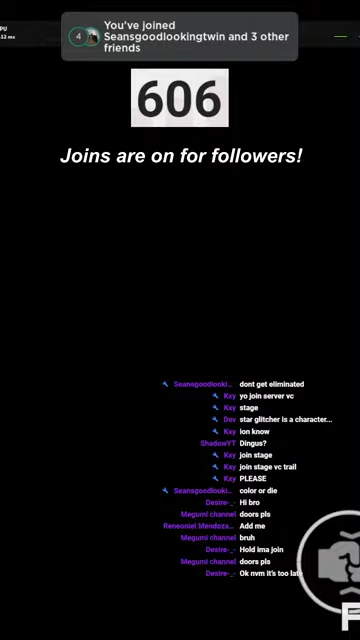 PU
.12 ms
4
You've joined
Seansgoodlookingtwin and 3 other
friends
606
Joins are on for followers!
Seansgoodlooki... dont get eliminated
Kxy yo join server vc
Kxy stage
Dev star glitcher is a character...
Kxy ion know
ShadowYT Dingus?
Kxy join stage
Kxy join stage vc trail
Kxy PLEASE
Seansgoodlooki... color or die
Desire-_- Hi bro
Megumi channel doors pls
Reneoniel Mendoza... Add me
Megumi channel bruh
Desire-_- Hold ima join
Megumi channel doors pls
Desire-_- Ok nvm it's too late
F